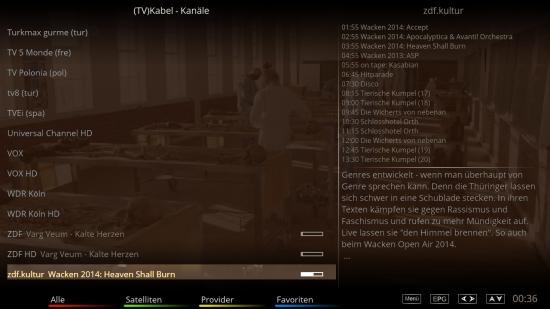 (TV)Kabel - Kanäle
zdf.kultur
Turkmax gurme (tur)
TV 5 Monde (fre)
TV Polonia (pol)
tv8 (tur)
TVEi (spa)
Universal Channel HD
VOX
VOX HD
WDR Köln
WDR Köln HD
ZDF Varg Veum - Kalte Herzen
ZDF HD Varg Veum - Kalte Herzen
zdf.kultur Wacken 2014: Heaven Shall Burn
01:55 Wacken 2014: Accept
02:00 Wacken 2014: Apocalyptica & Avanti! Orchestra
03:55 Wacken 2014: Heaven Shall Burn
04:55 Wacken 2013: ASP
05:55 on tape: Kasabian
06:45 Hitparade
07:30 Disco
08:15 Tierische Kumpel (17)
09:00 Tierische Kumpel (18)
09:45 Die Wicherts von nebenan
10:30 Schlosshotel Orth
11:15 Schlosshotel Orth
12:00 Die Wicherts von nebenan
12:45 Tierische Kumpel (19)
13:30 Tierische Kumpel (20)
Genres entwickelt - wenn man überhaupt von
Genre sprechen kann. Denn die Thüringer lassen
sich schwer in eine Schublade stecken. In ihren
Texten kämpfen sie gegen Rassismus und
Faschismus und rufen zu mehr Mündigkeit auf.
Live lassen sie "den Himmel brennen". So auch
beim Wacken Open Air 2014.
...
Alle
Satelliten
Provider
Favoriten
Menü
EPG
00:36